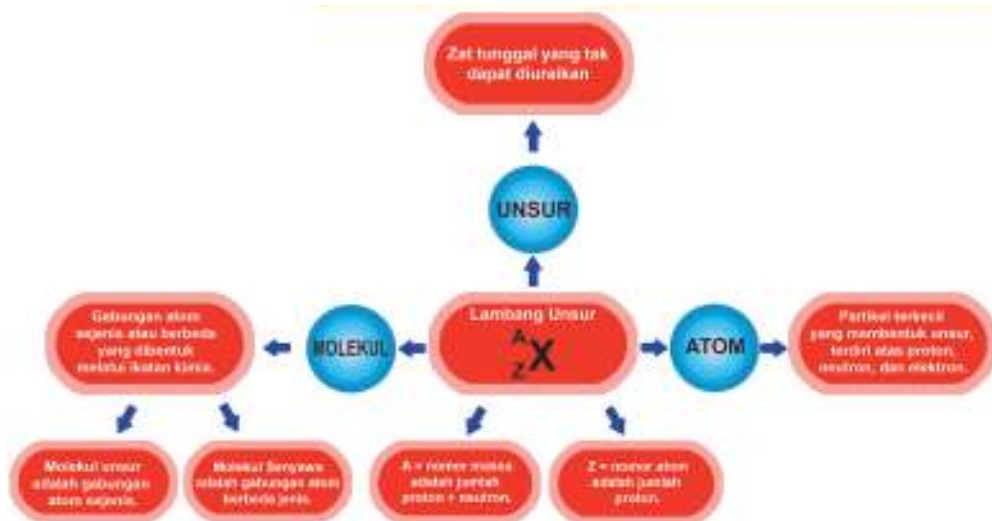 Zat tunggal yang tak
dapat diuraikan
UNSUR
Gabungan atom
sejenis atau berbeda
yang dibentuk
melalui ikatan kimia.
MOLEKUL
Lambang Unsur
A
Z
X
ATOM
Partikel terkecil
yang membentuk unsur,
terdiri atas proton,
neutron, dan elektron.
Molekul unsur
adalah gabungan
atom sejenis.
Molekul Senyawa
adalah gabungan atom
berbeda jenis.
A = nomor massa
adalah jumlah
proton + neutron.
Z = nomor atom
adalah jumlah
proton.